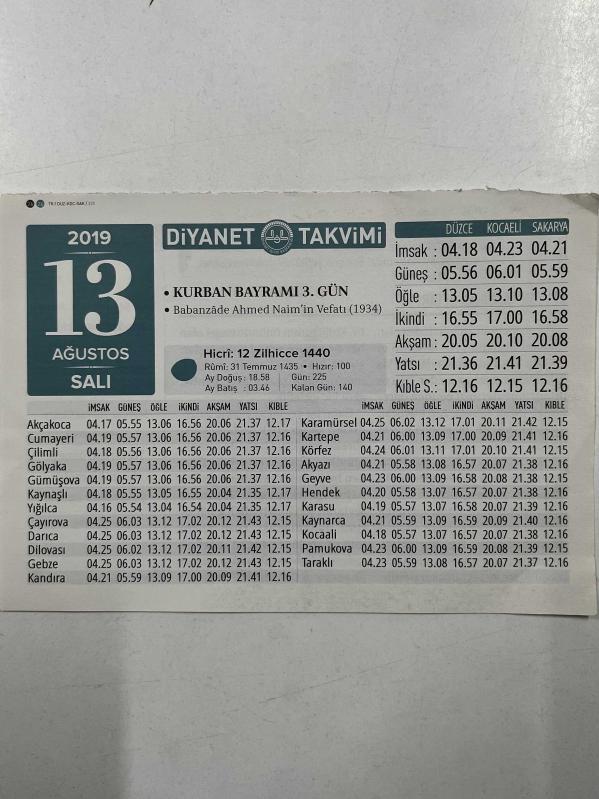 TR / DUZ-KOC-SAK / 225
2019
13
AĞUSTOS
SALI
DİYANET TAKVİMİ
• KURBAN BAYRAMI 3. GÜN
• Babanzâde Ahmed Naim'in Vefatı (1934)
Hicrî: 12 Zilhicce 1440
Rûmî: 31 Temmuz 1435 • Hızır: 100
Ay Doğuş : 18.58 Gün: 225
Ay Batış : 03.46 Kalan Gün: 140
DÜZCE KOCAELİ SAKARYA
İmsak : 04.18 04.23 04.21
Güneş : 05.56 06.01 05.59
Öğle : 13.05 13.10 13.08
İkindi : 16.55 17.00 16.58
Akşam : 20.05 20.10 20.08
Yatsı : 21.36 21.41 21.39
Kıble S. : 12.16 12.15 12.16
İMSAK GÜNEŞ ÖĞLE İKİNDİ AKŞAM YATSI KIBLE
Akçakoca 04.17 05.55 13.06 16.56 20.06 21.37 12.17
Cumayeri 04.19 05.57 13.06 16.56 20.06 21.37 12.16
Çilimli 04.18 05.56 13.06 16.56 20.06 21.37 12.16
Gölyaka 04.19 05.57 13.06 16.56 20.06 21.37 12.16
Gümüşova 04.19 05.57 13.06 16.56 20.06 21.37 12.16
Kaynaşlı 04.18 05.55 13.05 16.55 20.04 21.35 12.17
Yığılca 04.16 05.54 13.04 16.54 20.04 21.35 12.17
Çayırova 04.25 06.03 13.12 17.02 20.12 21.43 12.15
Darıca 04.25 06.03 13.12 17.02 20.12 21.43 12.15
Dilovası 04.25 06.02 13.12 17.02 20.11 21.42 12.15
Gebze 04.25 06.03 13.12 17.02 20.12 21.43 12.15
Kandıra 04.21 05.59 13.09 17.00 20.09 21.41 12.16
İMSAK GÜNEŞ ÖĞLE İKİNDİ AKŞAM YATSI KIBLE
Karamürsel 04.25 06.02 13.12 17.01 20.11 21.42 12.15
Kartepe 04.21 06.00 13.09 17.00 20.09 21.41 12.16
Körfez 04.24 06.01 13.11 17.01 20.10 21.41 12.15
Akyazı 04.21 05.58 13.08 16.57 20.07 21.38 12.16
Geyve 04.23 06.00 13.09 16.58 20.08 21.38 12.15
Hendek 04.20 05.58 13.07 16.57 20.07 21.38 12.16
Karasu 04.19 05.57 13.07 16.58 20.07 21.39 12.16
Kaynarca 04.21 05.59 13.09 16.59 20.09 21.40 12.16
Kocaali 04.18 05.57 13.07 16.57 20.07 21.38 12.16
Pamukova 04.23 06.00 13.09 16.59 20.08 21.39 12.15
Taraklı 04.23 05.59 13.08 16.57 20.07 21.37 12.16